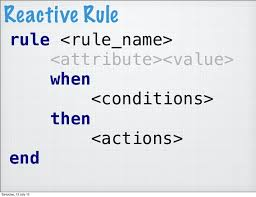 Reactive Rule
rule <rule_name>
<attribute><value>
when
<conditions>
then
<actions>
end